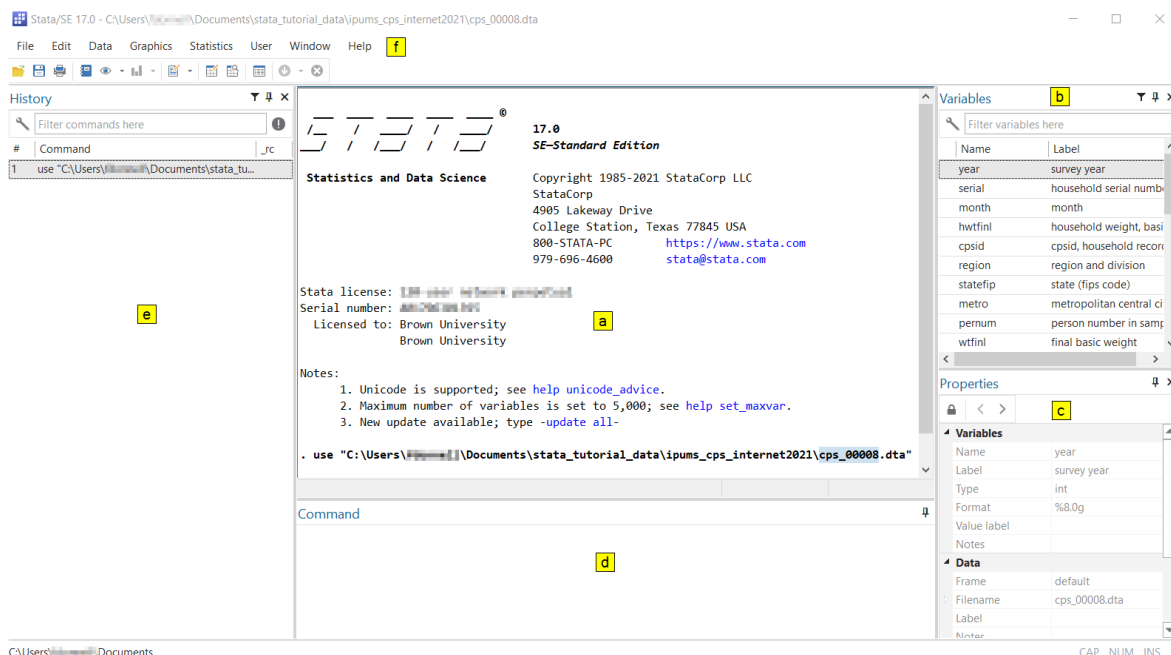 Stata/SE 17.0 - C:\Users\ \Documents\stata_tutorial_data\ipums_cps_internet2021\cps_00008.dta
File Edit Data Graphics Statistics User Window Help f
History
Filter commands here
# Command _rc
1 use "C:\Users\ \Documents\stata_tu...
e
©
17.0
SE—Standard Edition
Statistics and Data Science
Copyright 1985-2021 StataCorp LLC
StataCorp
4905 Lakeway Drive
College Station, Texas 77845 USA
800-STATA-PC https://www.stata.com
979-696-4600 stata@stata.com
Stata license:
Serial number:
Licensed to: Brown University
Brown University
a
Notes:
1. Unicode is supported; see help unicode_advice.
2. Maximum number of variables is set to 5,000; see help set_maxvar.
3. New update available; type -update all-
. use "C:\Users\ \Documents\stata_tutorial_data\ipums_cps_internet2021\cps_00008.dta"
Command
d
Variables b
Filter variables here
Name Label
year survey year
serial household serial numb
month month
hwtfinl household weight, basi
cpsid cpsid, household record
region region and division
statefip state (fips code)
metro metropolitan central ci
pernum person number in samp
wtfinl final basic weight
Properties
c
Variables
Name year
Label survey year
Type int
Format %8.0g
Value label
Notes
Data
Frame default
Filename cps_00008.dta
Label
Notes
C:\Users\ \Documents
CAP NUM INS